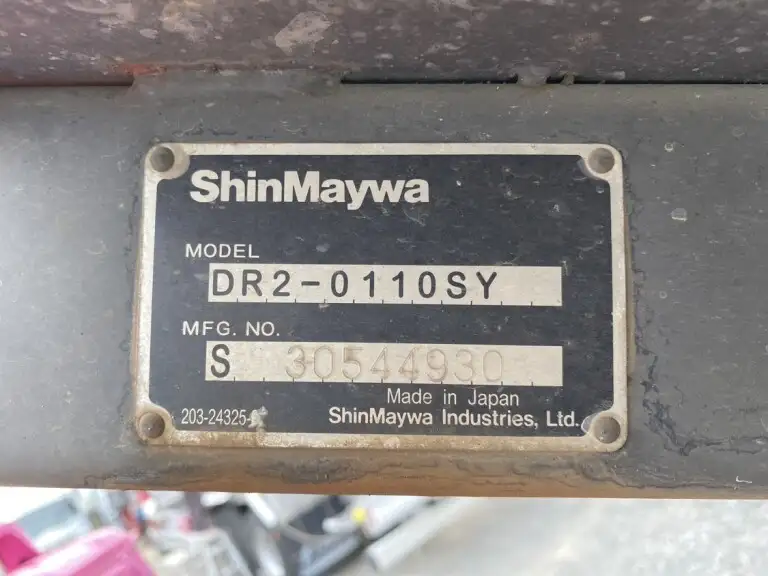 ShinMaywa
MODEL
DR2-0110SY
MFG. NO.
S 30544930
Made in Japan
203-24325- ShinMaywa Industries, Ltd.